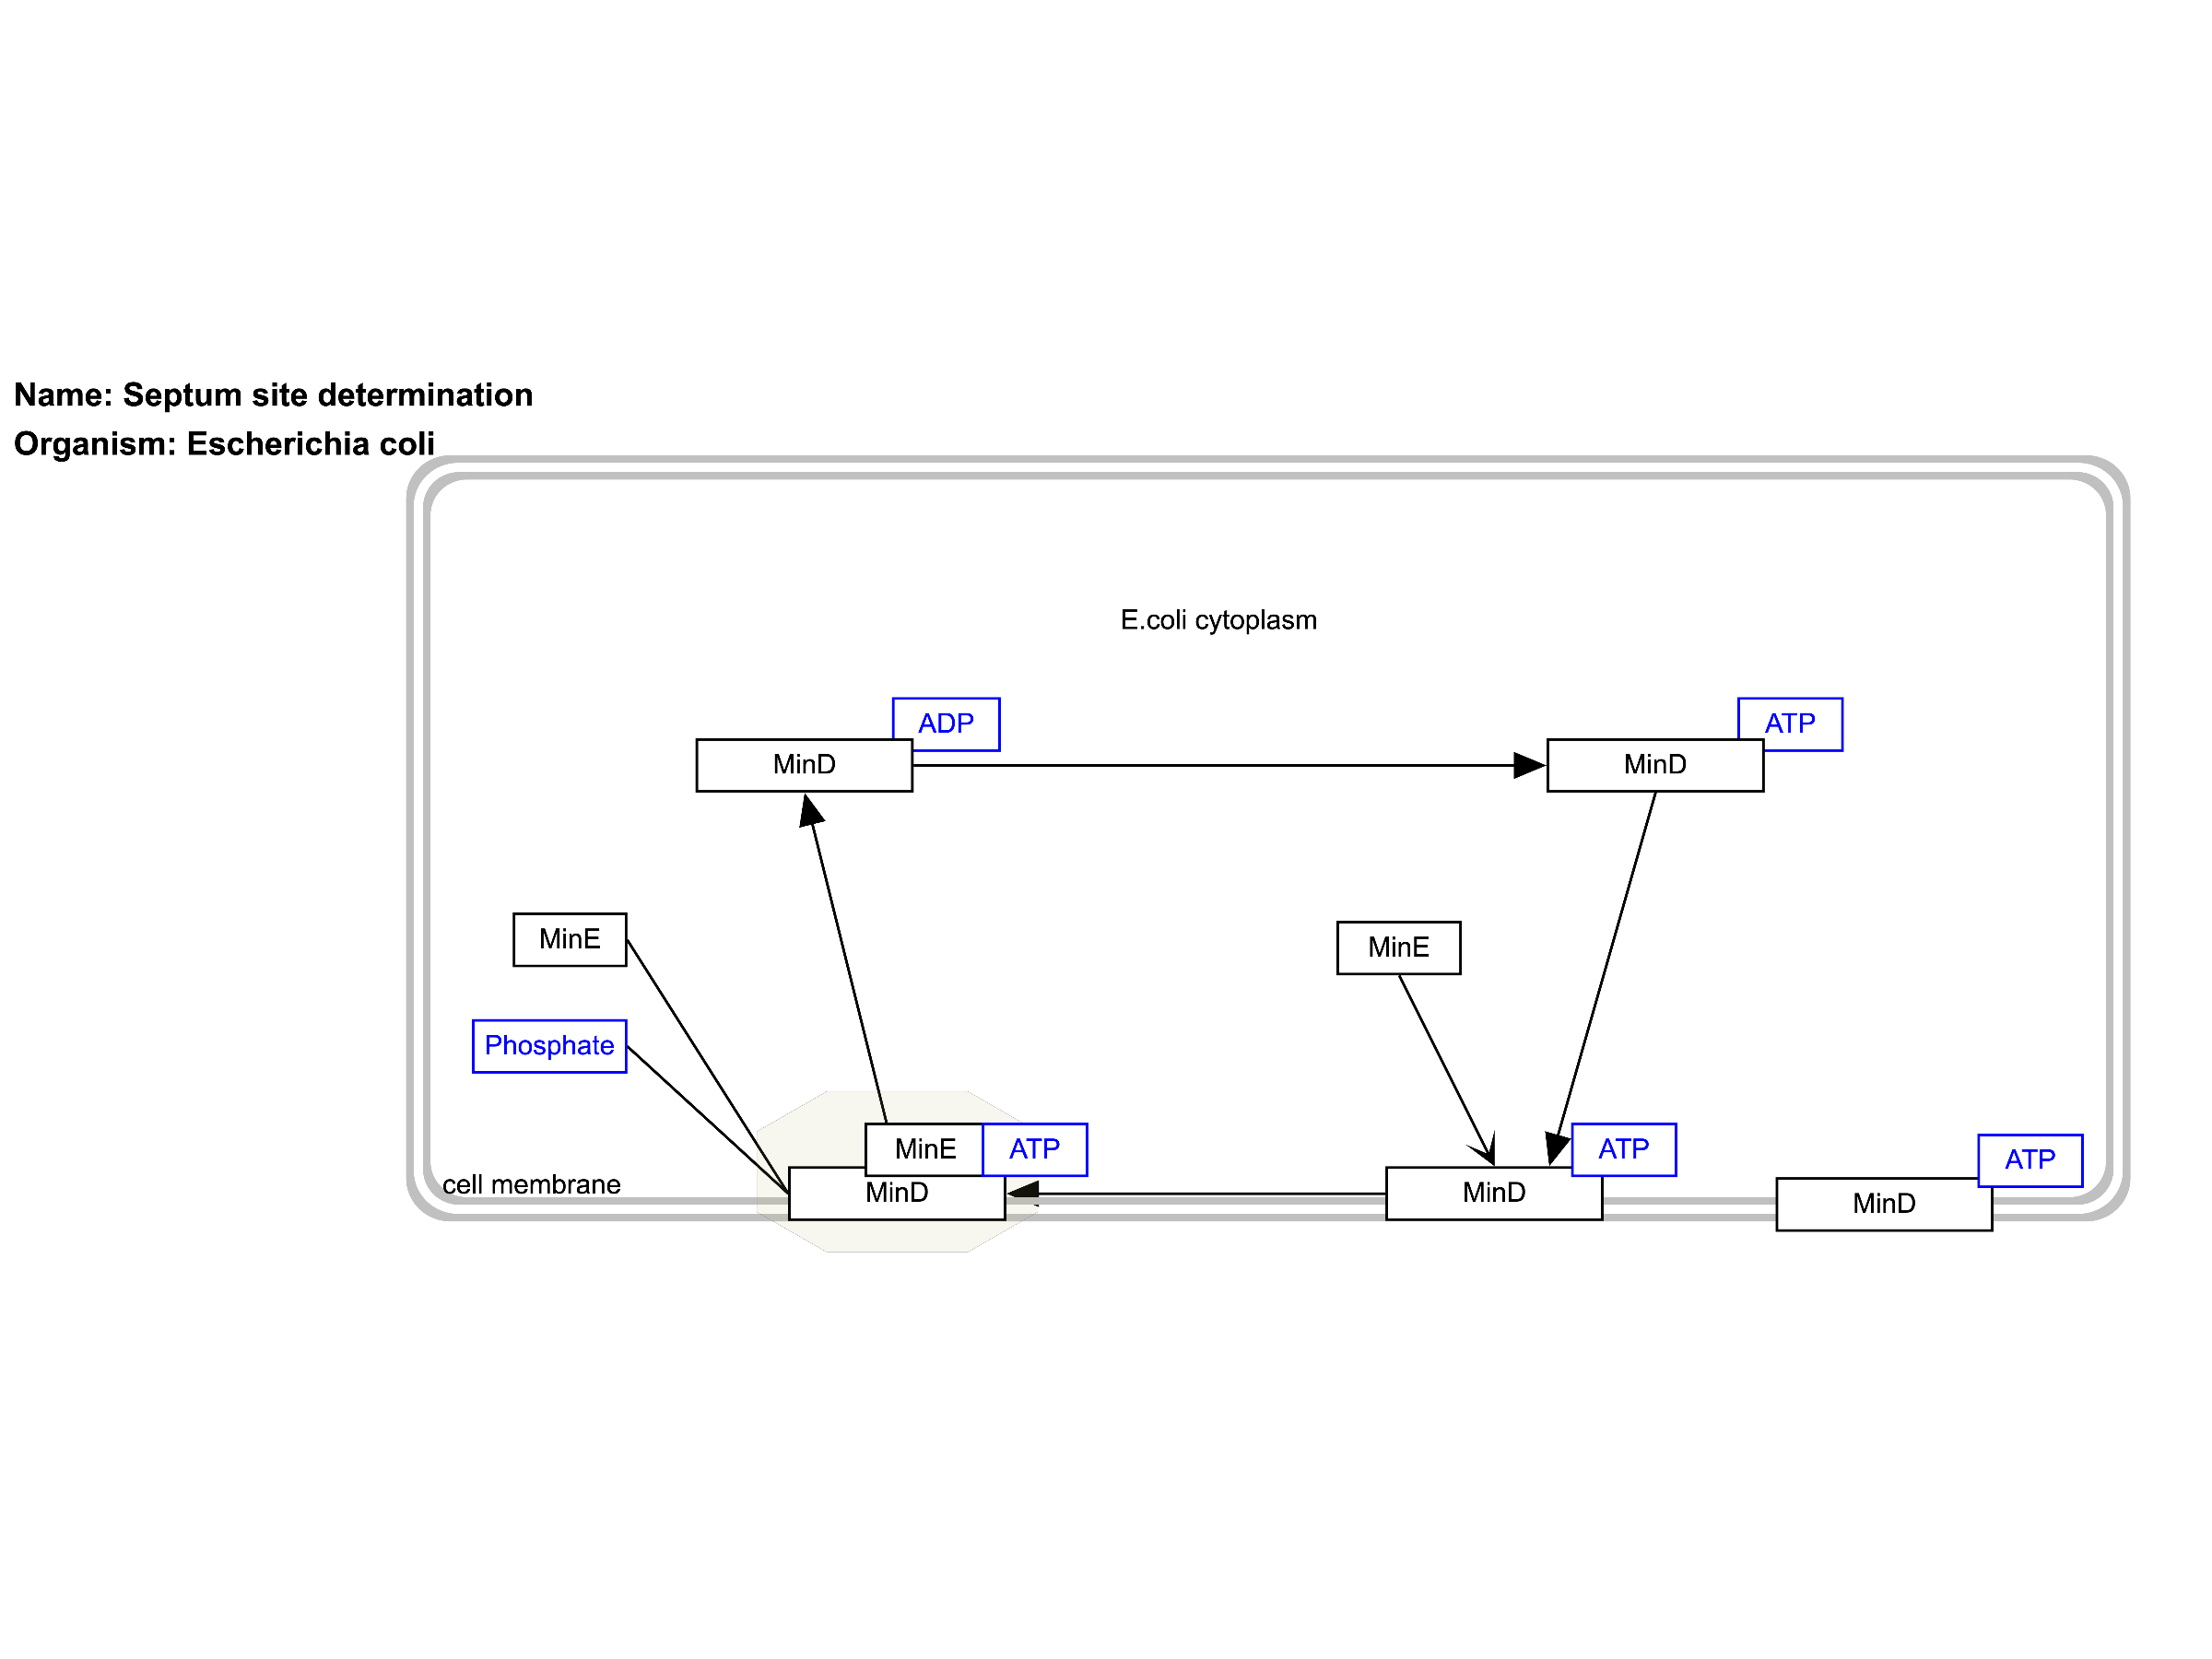 Name: Septum site determination
Organism: Escherichia coli
E.coli cytoplasm
ADP
MinD
ATP
MinD
MinE
MinE
Phosphate
MinE
ATP
MinD
ATP
MinD
ATP
MinD
cell membrane